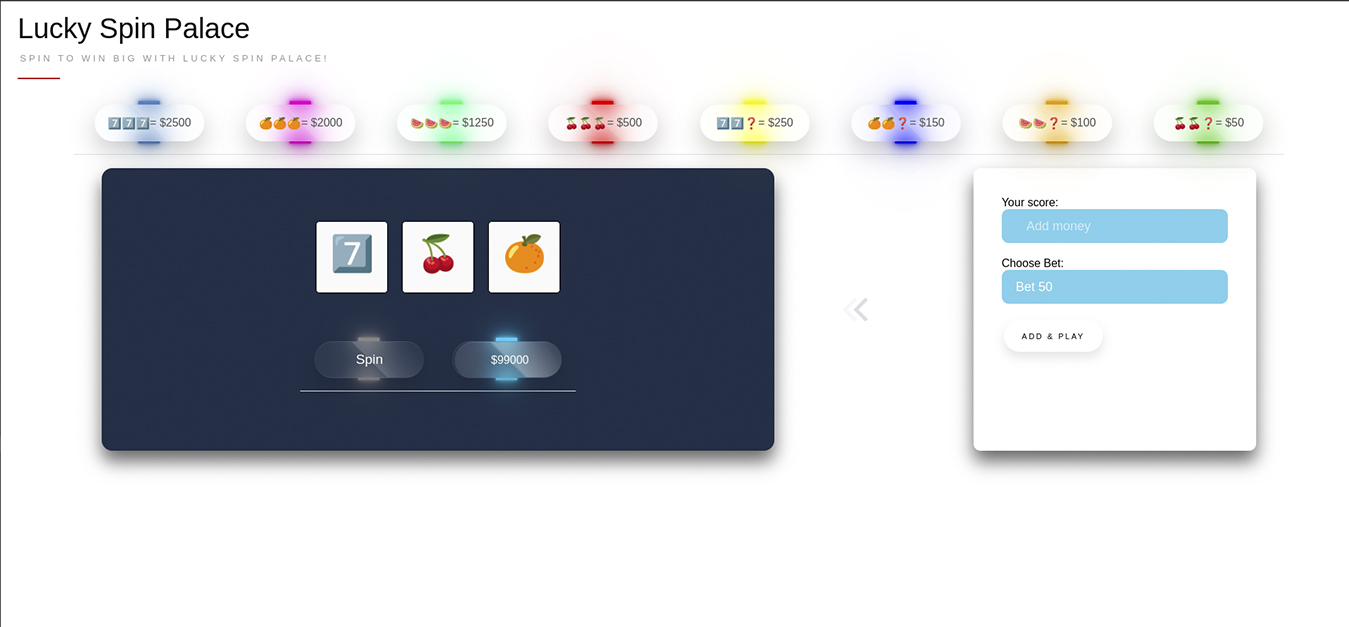 Lucky Spin Palace
SPIN TO WIN BIG WITH LUCKY SPIN PALACE!
7️⃣7️⃣7️⃣= $2500
🍊🍊🍊= $2000
🍉🍉🍉= $1250
🍒🍒🍒= $500
7️⃣7️⃣❓= $250
🍊🍊❓= $150
🍉🍉❓= $100
🍒🍒❓= $50
7️⃣ 🍒 🍊
Spin
$99000
Your score:
Add money
Choose Bet:
Bet 50
ADD & PLAY